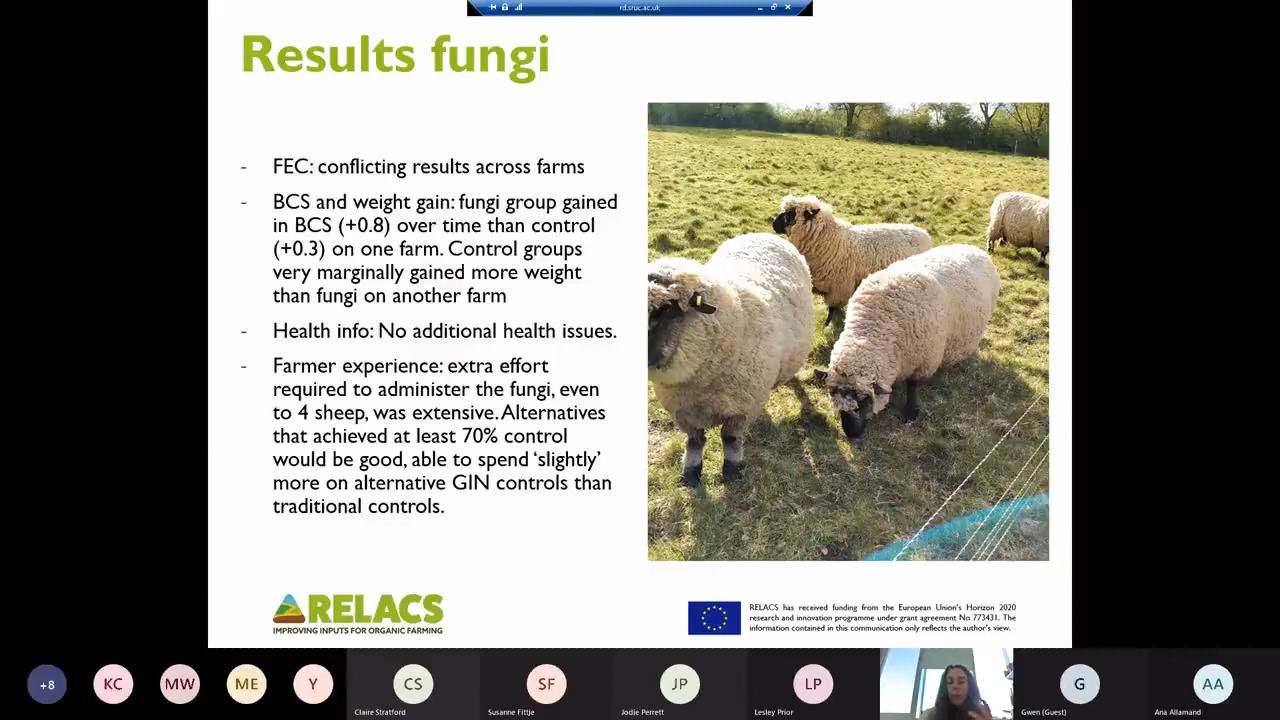 rd.sruc.ac.uk
Results fungi
- FEC: conflicting results across farms
- BCS and weight gain: fungi group gained
in BCS (+0.8) over time than control
(+0.3) on one farm. Control groups
very marginally gained more weight
than fungi on another farm
- Health info: No additional health issues.
- Farmer experience: extra effort
required to administer the fungi, even
to 4 sheep, was extensive. Alternatives
that achieved at least 70% control
would be good, able to spend ‘slightly’
more on alternative GIN controls than
traditional controls.
RELACS
IMPROVING INPUTS FOR ORGANIC FARMING
RELACS has received funding from the European Union's Horizon 2020
research and innovation programme under grant agreement No 773431. The
information contained in this communication only reflects the author's view.
+8 KC MW ME Y CS SF JP LP G AA
Claire Stratford Susanne Fittje Jodie Perrett Lesley Prior Gwen (Guest) Ana Allamand